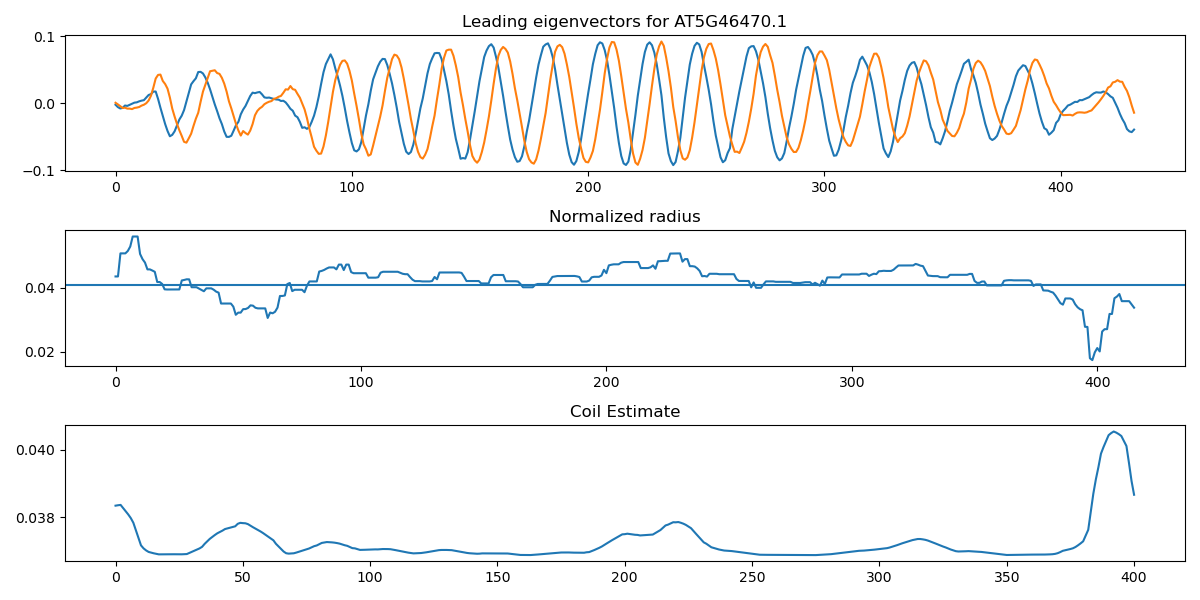 Leading eigenvectors for AT5G46470.1
0.1
0.0
−0.1
0 100 200 300 400
Normalized radius
0.04
0.02
0 100 200 300 400
Coil Estimate
0.040
0.038
0 50 100 150 200 250 300 350 400